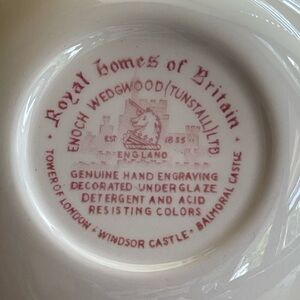 Royal Homes of Britain
ENOCH WEDGWOOD (TUNSTALL) LTD
EST 1835
ENGLAND
GENUINE HAND ENGRAVING
DECORATED UNDERGLAZE
DETERGENT AND ACID
RESISTING COLORS
TOWER OF LONDON · WINDSOR CASTLE · BALMORAL CASTLE